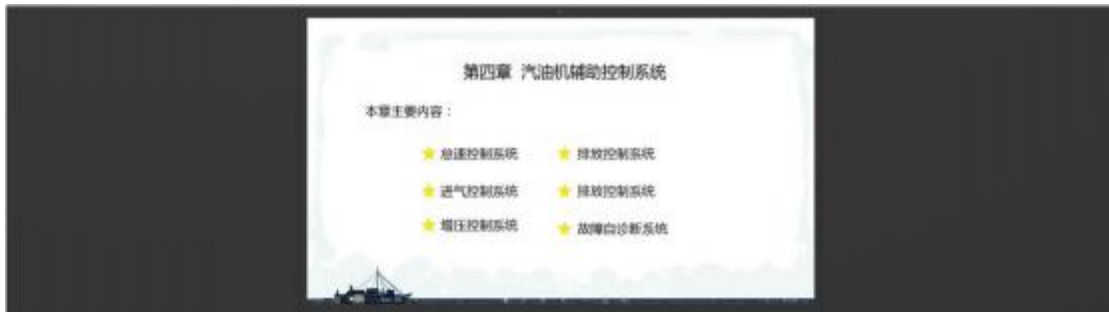 第四章 汽油机辅助控制系统
本章主要内容：
怠速控制系统 排放控制系统
进气控制系统 排放控制系统
增压控制系统 故障自诊断系统